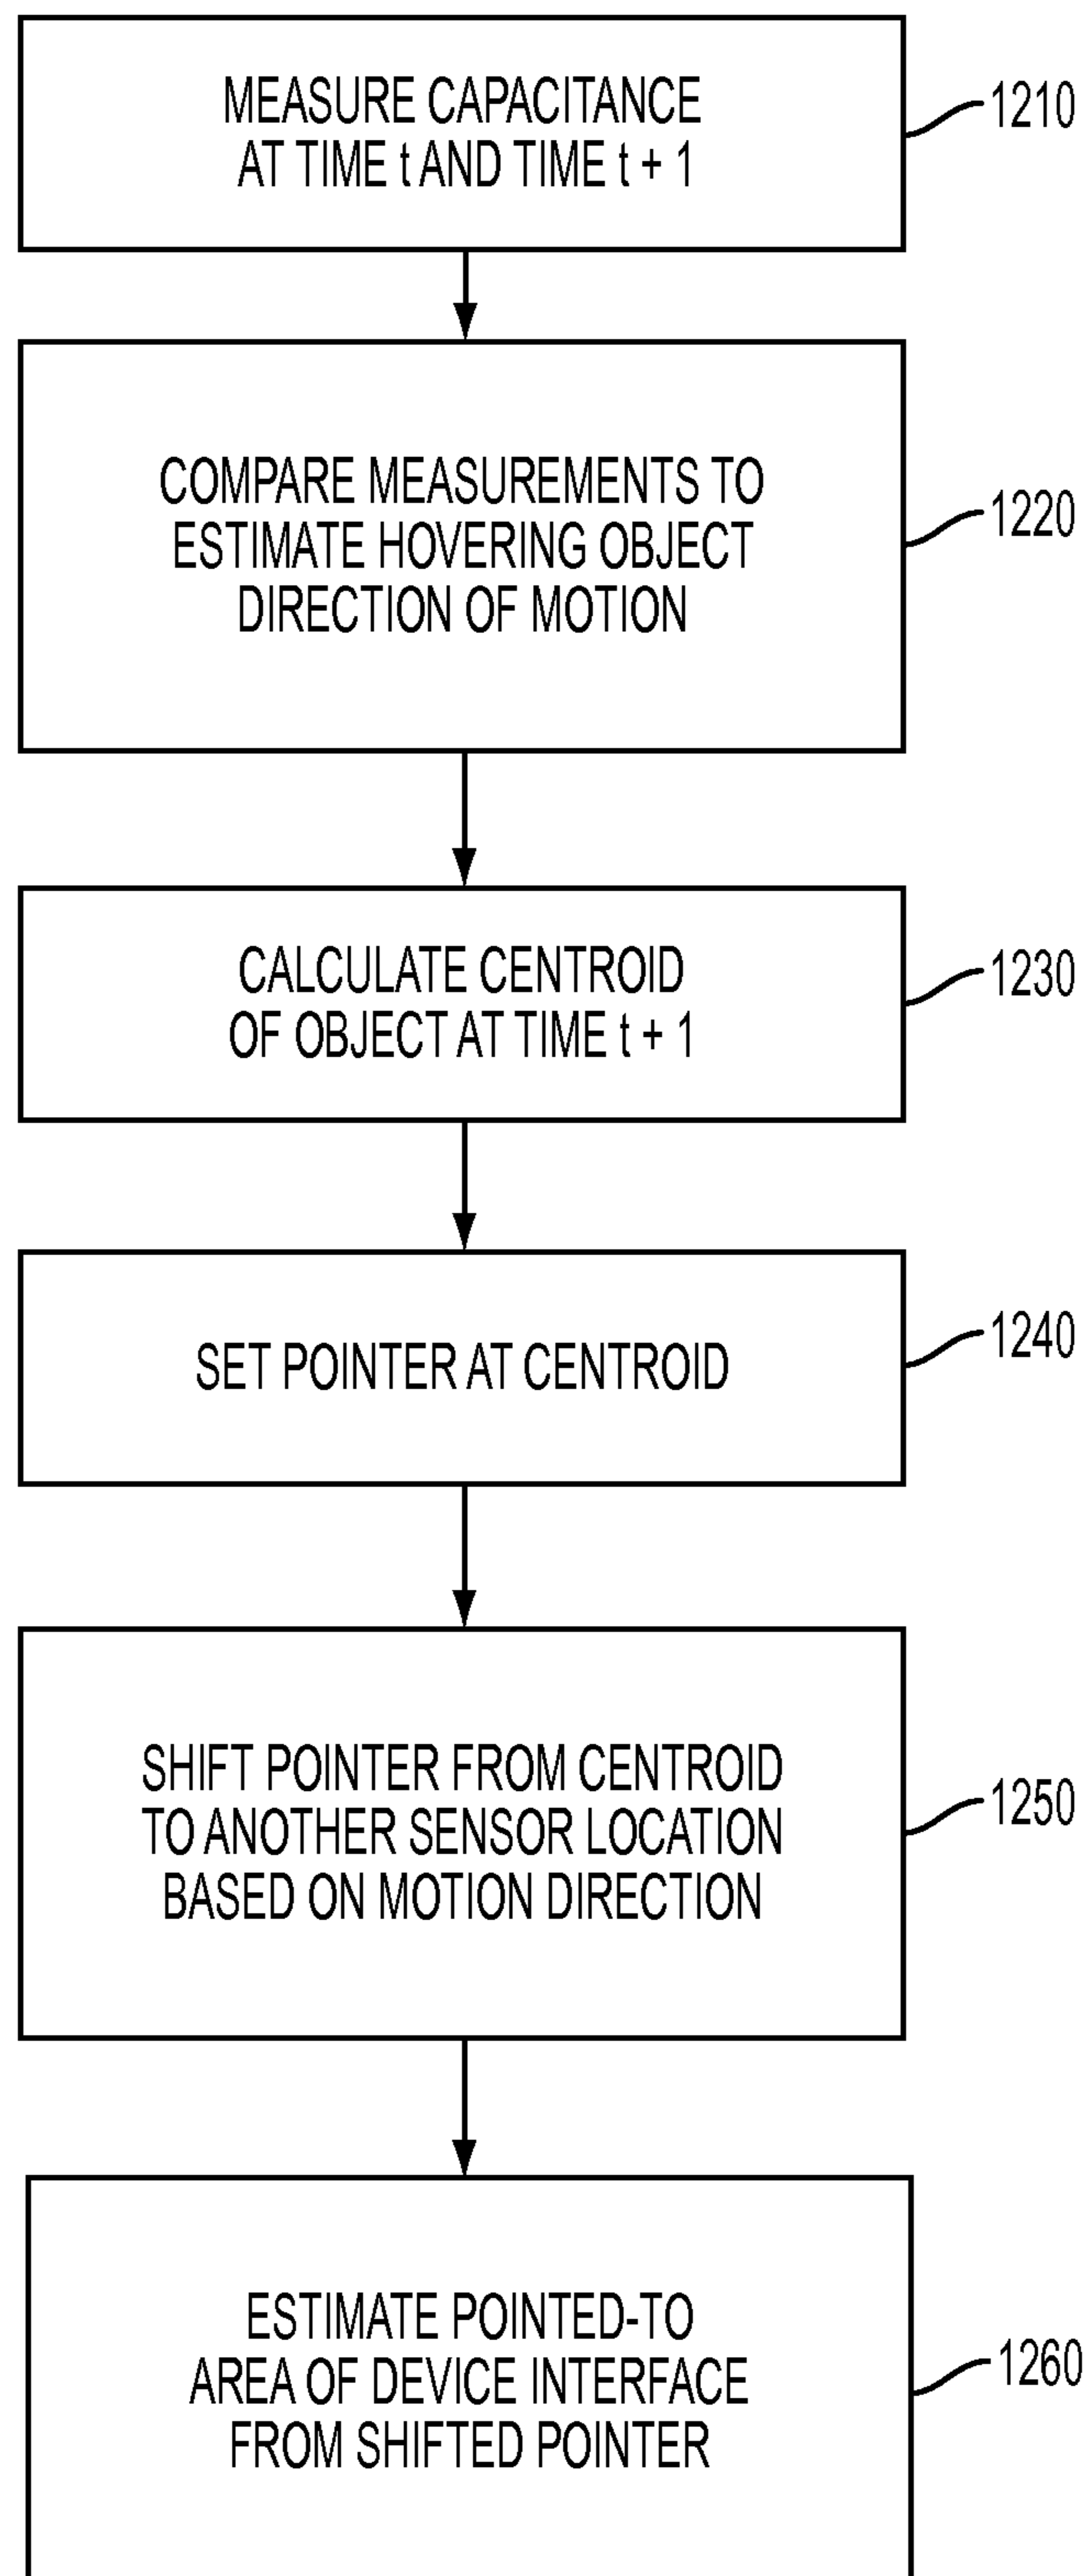 MEASURE CAPACITANCE
AT TIME t AND TIME t + 1
1210
COMPARE MEASUREMENTS TO
ESTIMATE HOVERING OBJECT
DIRECTION OF MOTION
1220
CALCULATE CENTROID
OF OBJECT AT TIME t + 1
1230
SET POINTER AT CENTROID
1240
SHIFT POINTER FROM CENTROID
TO ANOTHER SENSOR LOCATION
BASED ON MOTION DIRECTION
1250
ESTIMATE POINTED-TO
AREA OF DEVICE INTERFACE
FROM SHIFTED POINTER
1260